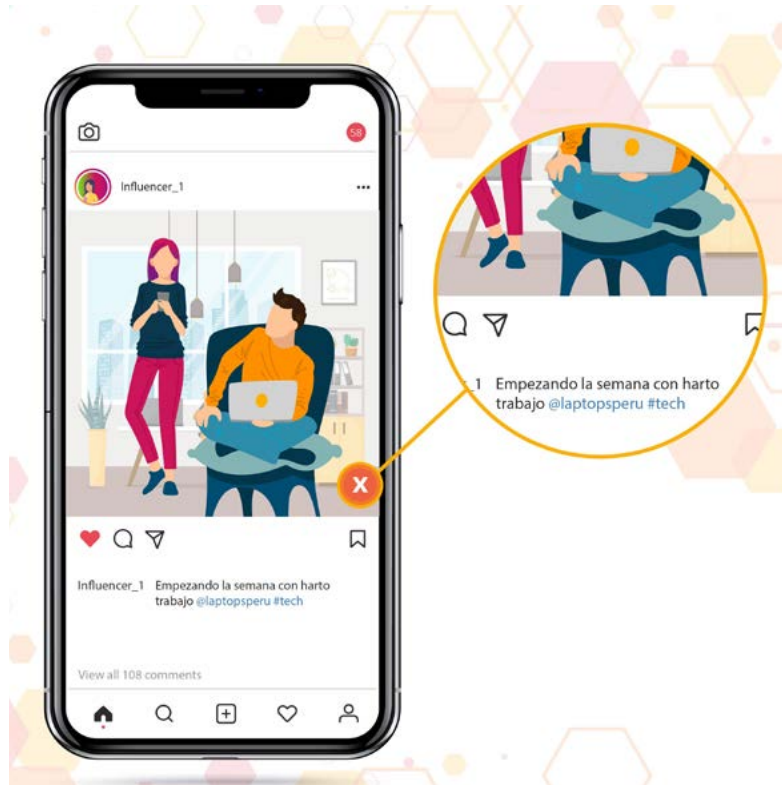 58
Influencer_1
X
Influencer_1 Empezando la semana con harto
trabajo @laptopsperu #tech
View all 108 comments
_1 Empezando la semana con harto
trabajo @laptopsperu #tech